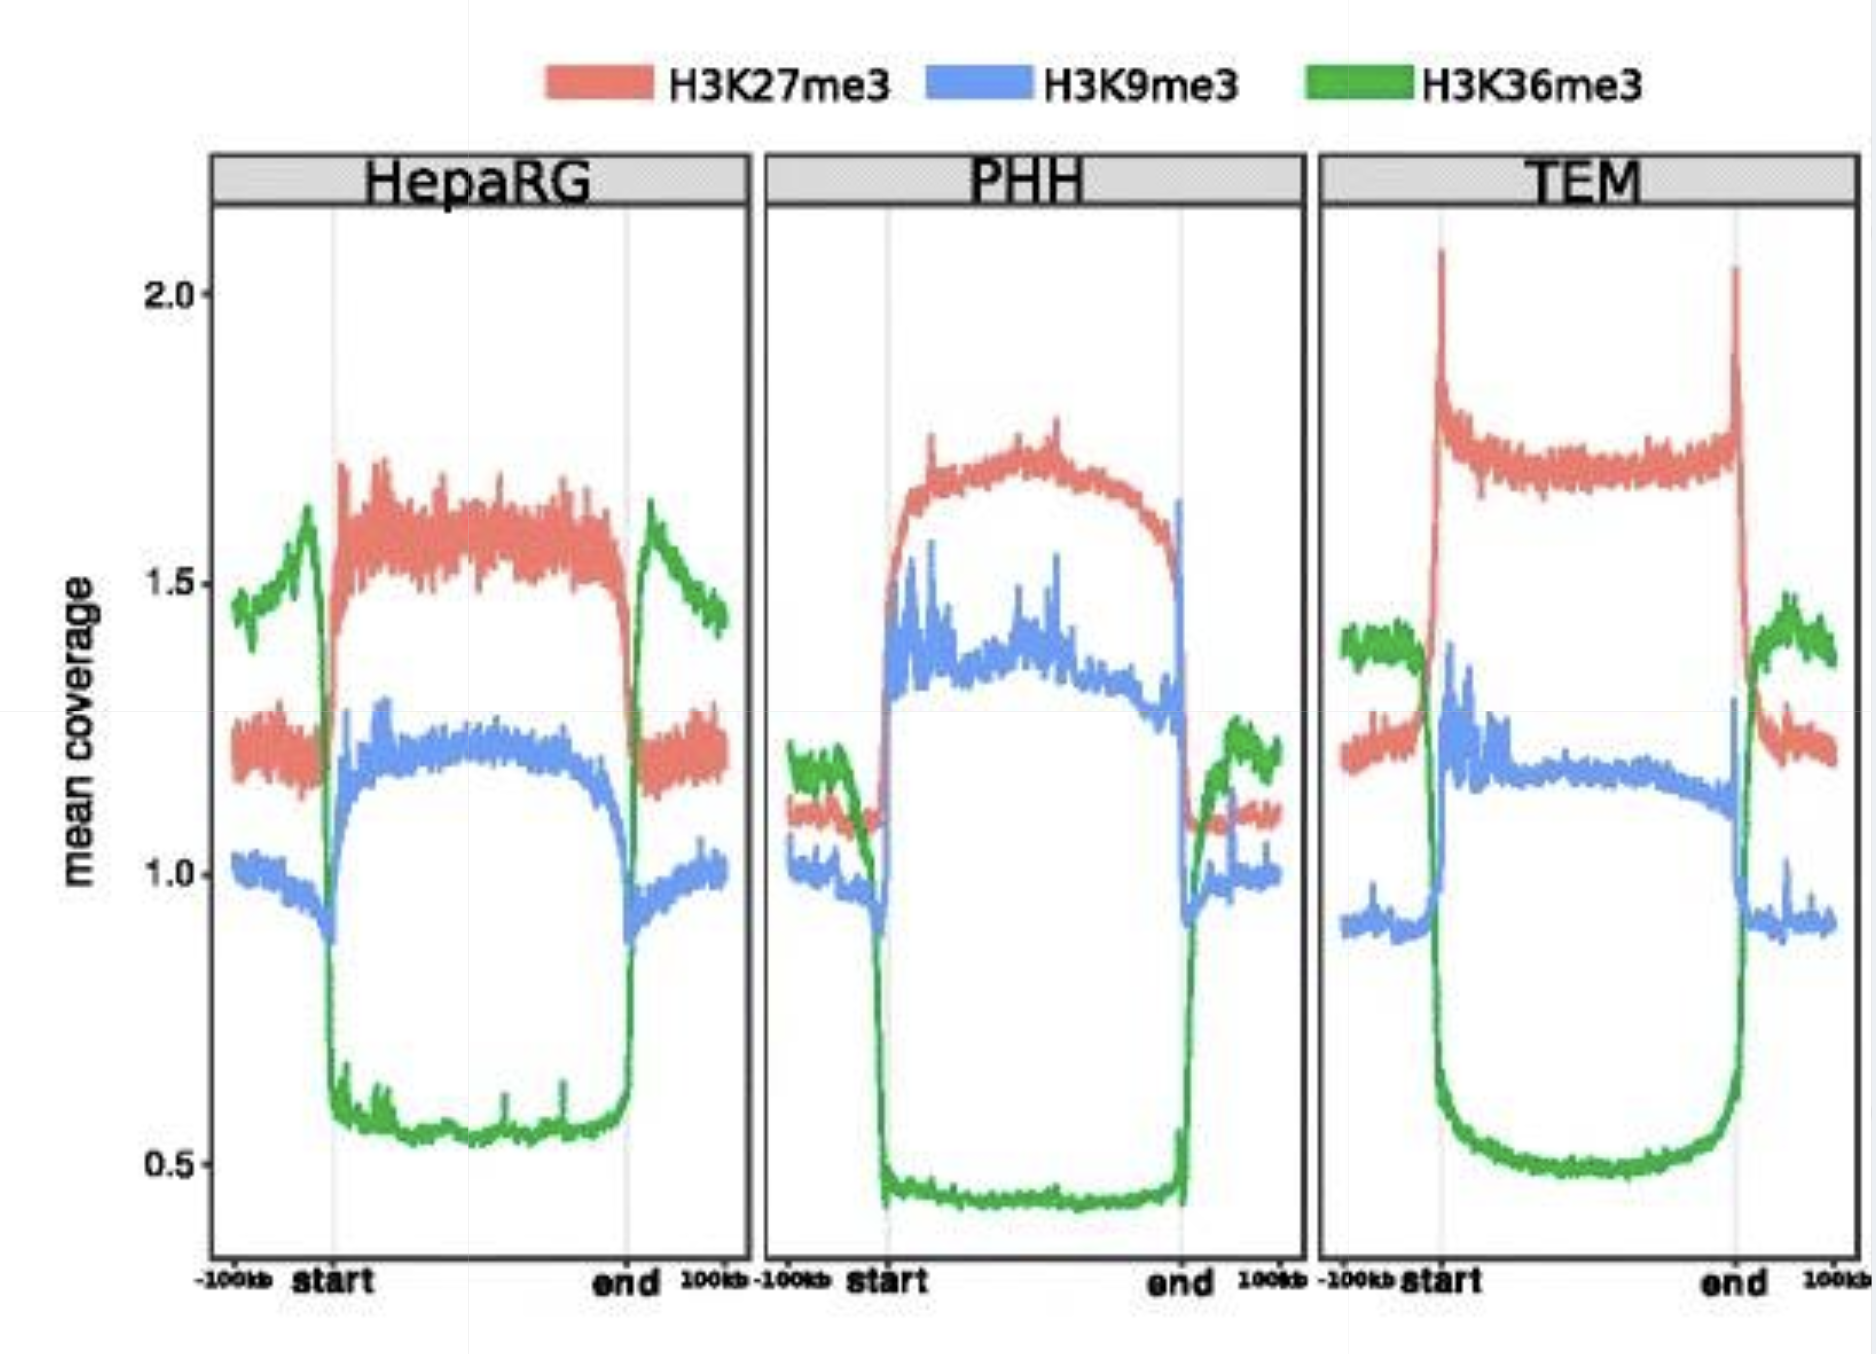 H3K27me3 H3K9me3 H3K36me3
HepaRG PHH TEM
2.0
1.5
1.0
0.5
mean coverage
-100kb start end 100kb -100kb start end 100kb -100kb start end 100kb